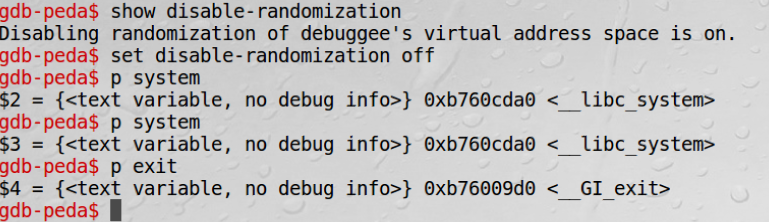 gdb-peda$ show disable-randomization
Disabling randomization of debuggee's virtual address space is on.
gdb-peda$ set disable-randomization off
gdb-peda$ p system
$2 = {<text variable, no debug info>} 0xb760cda0 <__libc_system>
gdb-peda$ p system
$3 = {<text variable, no debug info>} 0xb760cda0 <__libc_system>
gdb-peda$ p exit
$4 = {<text variable, no debug info>} 0xb76009d0 <__GI_exit>
gdb-peda$